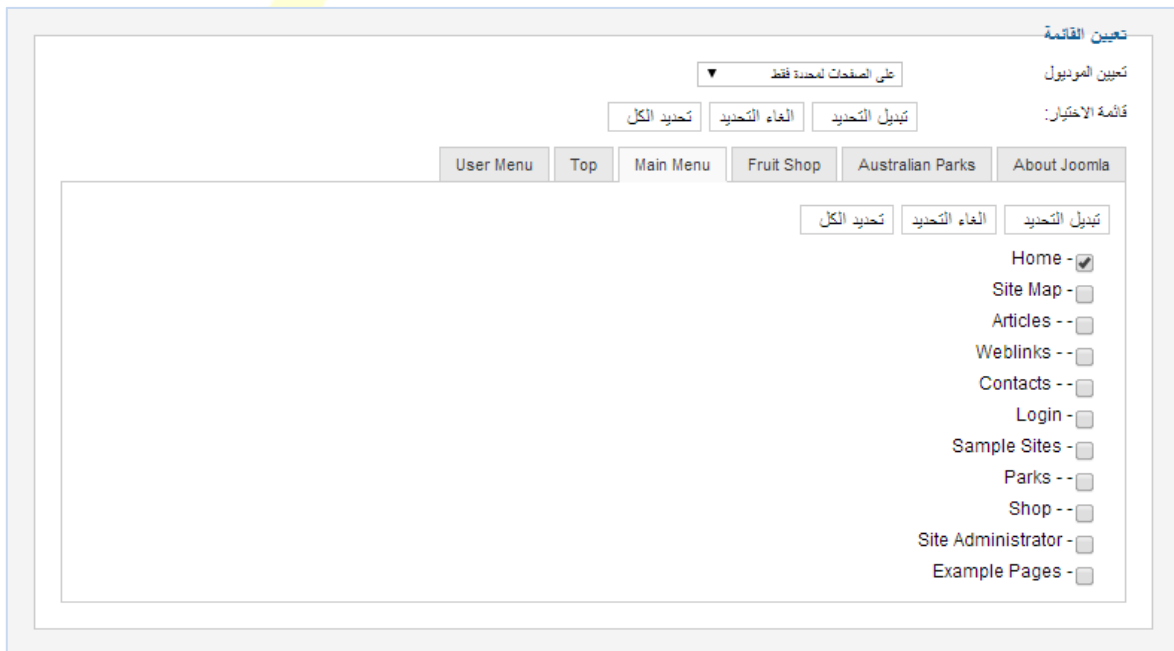 تعيين القائمة
تعيين الموديول على الصفحات لمحددة فقط
قائمة الاختيار: تبديل التحديد الغاء التحديد تحديد الكل
About Joomla Australian Parks Fruit Shop Main Menu Top User Menu
تبديل التحديد الغاء التحديد تحديد الكل
Home -
Site Map -
Articles - -
Weblinks - -
Contacts - -
Login -
Sample Sites -
Parks - -
Shop - -
Site Administrator -
Example Pages -